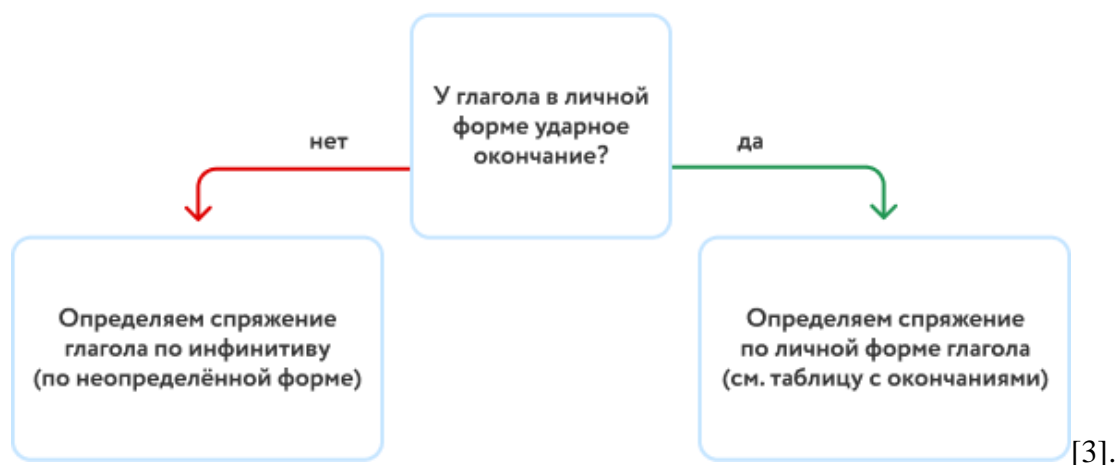 У глагола в личной
форме ударное
окончание?
нет
да
Определяем спряжение
глагола по инфинитиву
(по неопределённой форме)
Определяем спряжение
по личной форме глагола
(см. таблицу с окончаниями)
[3].